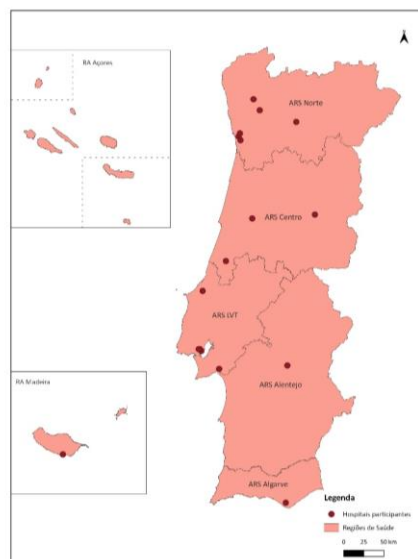 RA Açores
ARS Norte
ARS Centro
ARS LVT
ARS Alentejo
RA Madeira
ARS Algarve
Legenda
Hospitais participantes
Regiões de Saúde
0 25 50 km